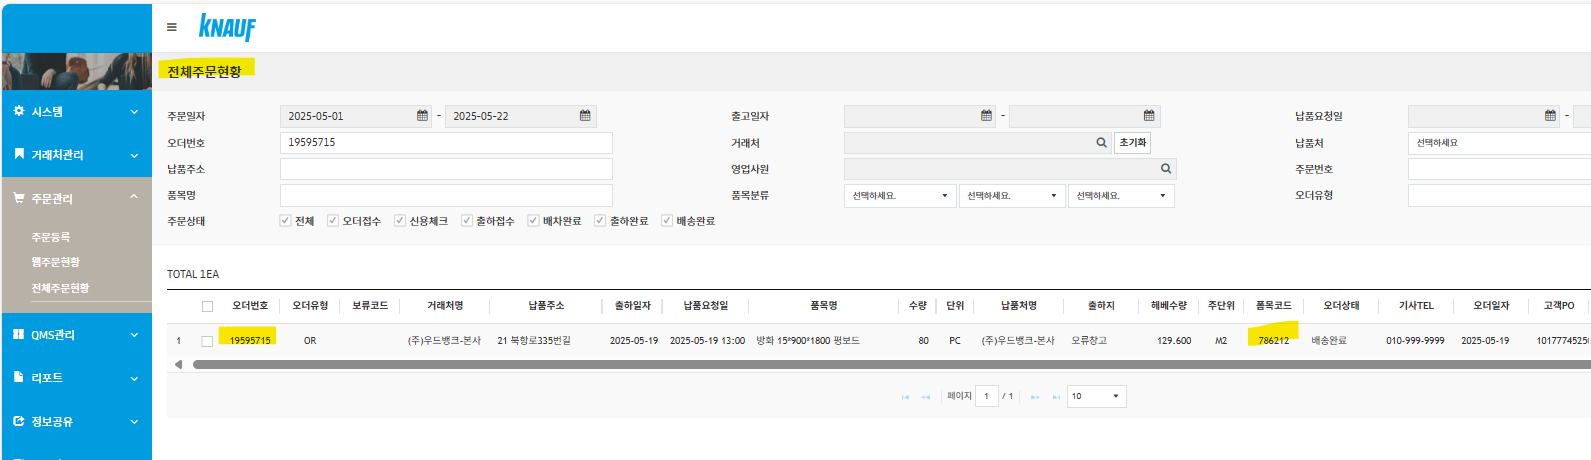 KNAUF
전체주문현황
시스템
거래처관리
주문관리
주문등록
웹주문현황
전체주문현황
QMS관리
리포트
정보공유
주문일자 2025-05-01 - 2025-05-22 출고일자 - 납품요청일 -
오더번호 19595715 거래처 초기화 납품처 선택하세요
납품주소 영업사원 주문번호
품목명 품목분류 선택하세요. 선택하세요. 선택하세요. 오더유형
주문상태 전체 오더접수 신용체크 출하접수 배차완료 출하완료 배송완료
TOTAL 1EA
오더번호 오더유형 보류코드 거래처명 납품주소 출하일자 납품요청일 품목명 수량 단위 납품처명 출하지 헤베수량 주단위 품목코드 오더상태 기사TEL 오더일자 고객PO
1 19595715 OR (주)우드뱅크-본사 21 북항로335번길 2025-05-19 2025-05-19 13:00 방화 15*900*1800 평보드 80 PC (주)우드뱅크-본사 오류창고 129.600 M2 786212 배송완료 010-999-9999 2025-05-19 1017774525
페이지 1 / 1 10